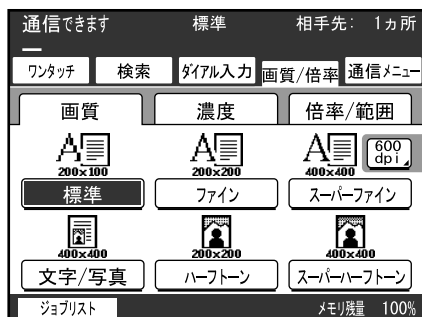 通信できます 標準 相手先: 1ヵ所
ワンタッチ 検索 ダイアル入力 画質/倍率 通信メニュー
画質 濃度 倍率/範囲
A A A 600
dpi
200×100 200×200 400×400
標準 ファイン スーパーファイン
400×400 200×200 400×400
文字/写真 ハーフトーン スーパーハーフトーン
ジョブリスト メモリ残量 100%